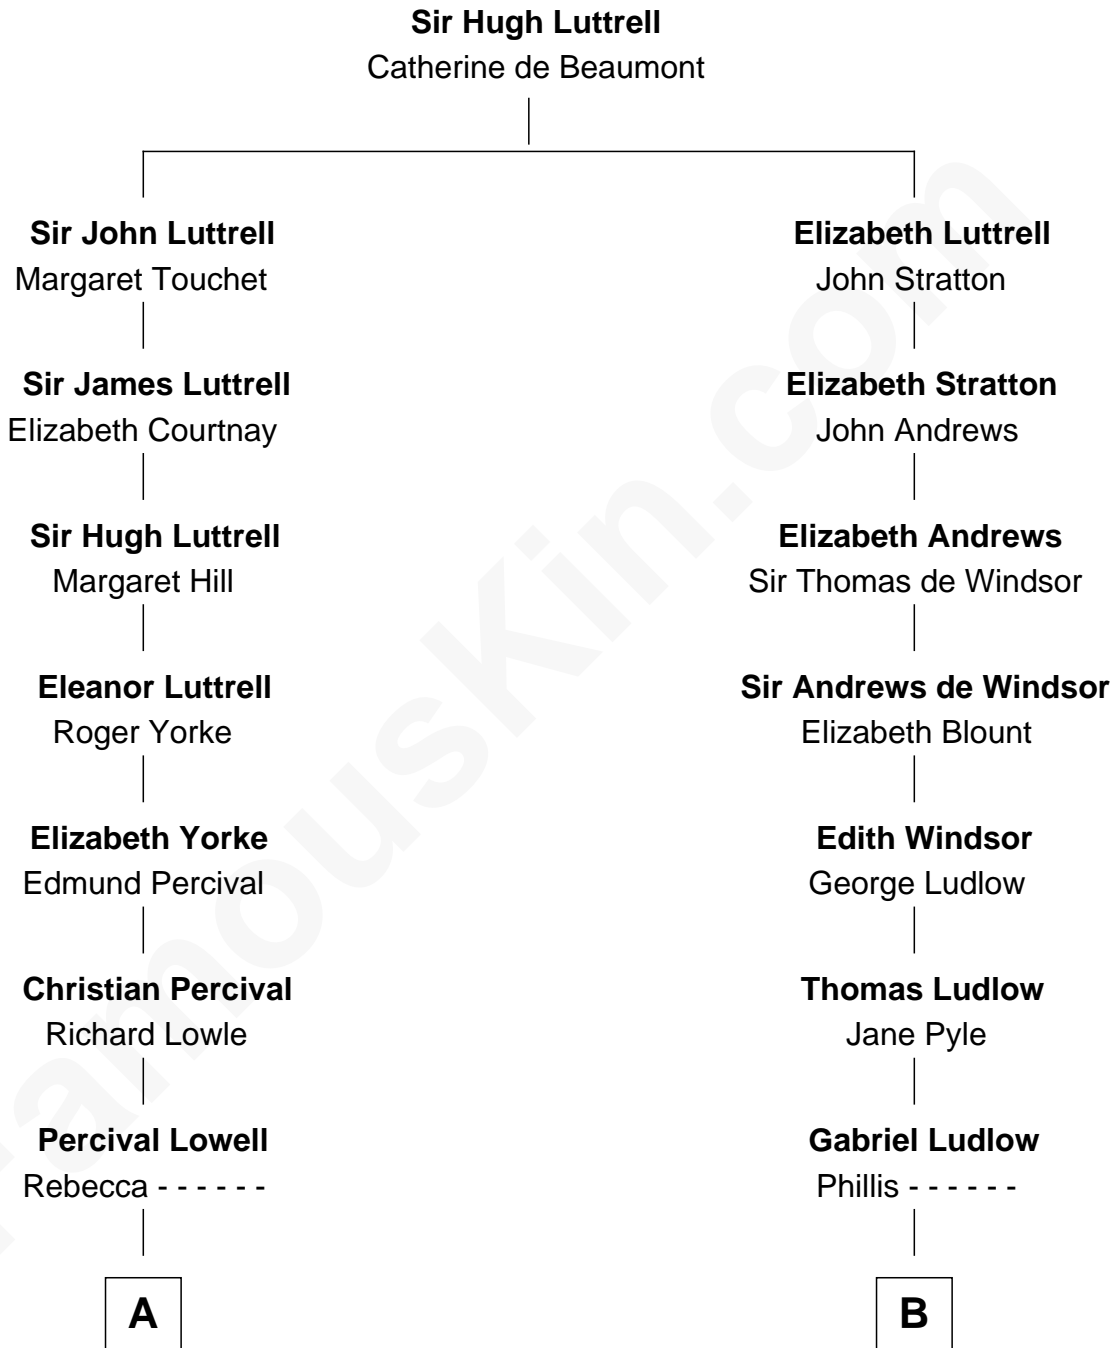 Sir Hugh Luttrell
Catherine de Beaumont
Sir John Luttrell
Margaret Touchet
Elizabeth Luttrell
John Stratton
Sir James Luttrell
Elizabeth Courtnay
Elizabeth Stratton
John Andrews
Sir Hugh Luttrell
Margaret Hill
Elizabeth Andrews
Sir Thomas de Windsor
Eleanor Luttrell
Roger Yorke
Sir Andrews de Windsor
Elizabeth Blount
Elizabeth Yorke
Edmund Percival
Edith Windsor
George Ludlow
Christian Percival
Richard Lowle
Thomas Ludlow
Jane Pyle
Percival Lowell
Rebecca - - - - - -
Gabriel Ludlow
Phillis - - - - - -
A
B
FamousKin.com